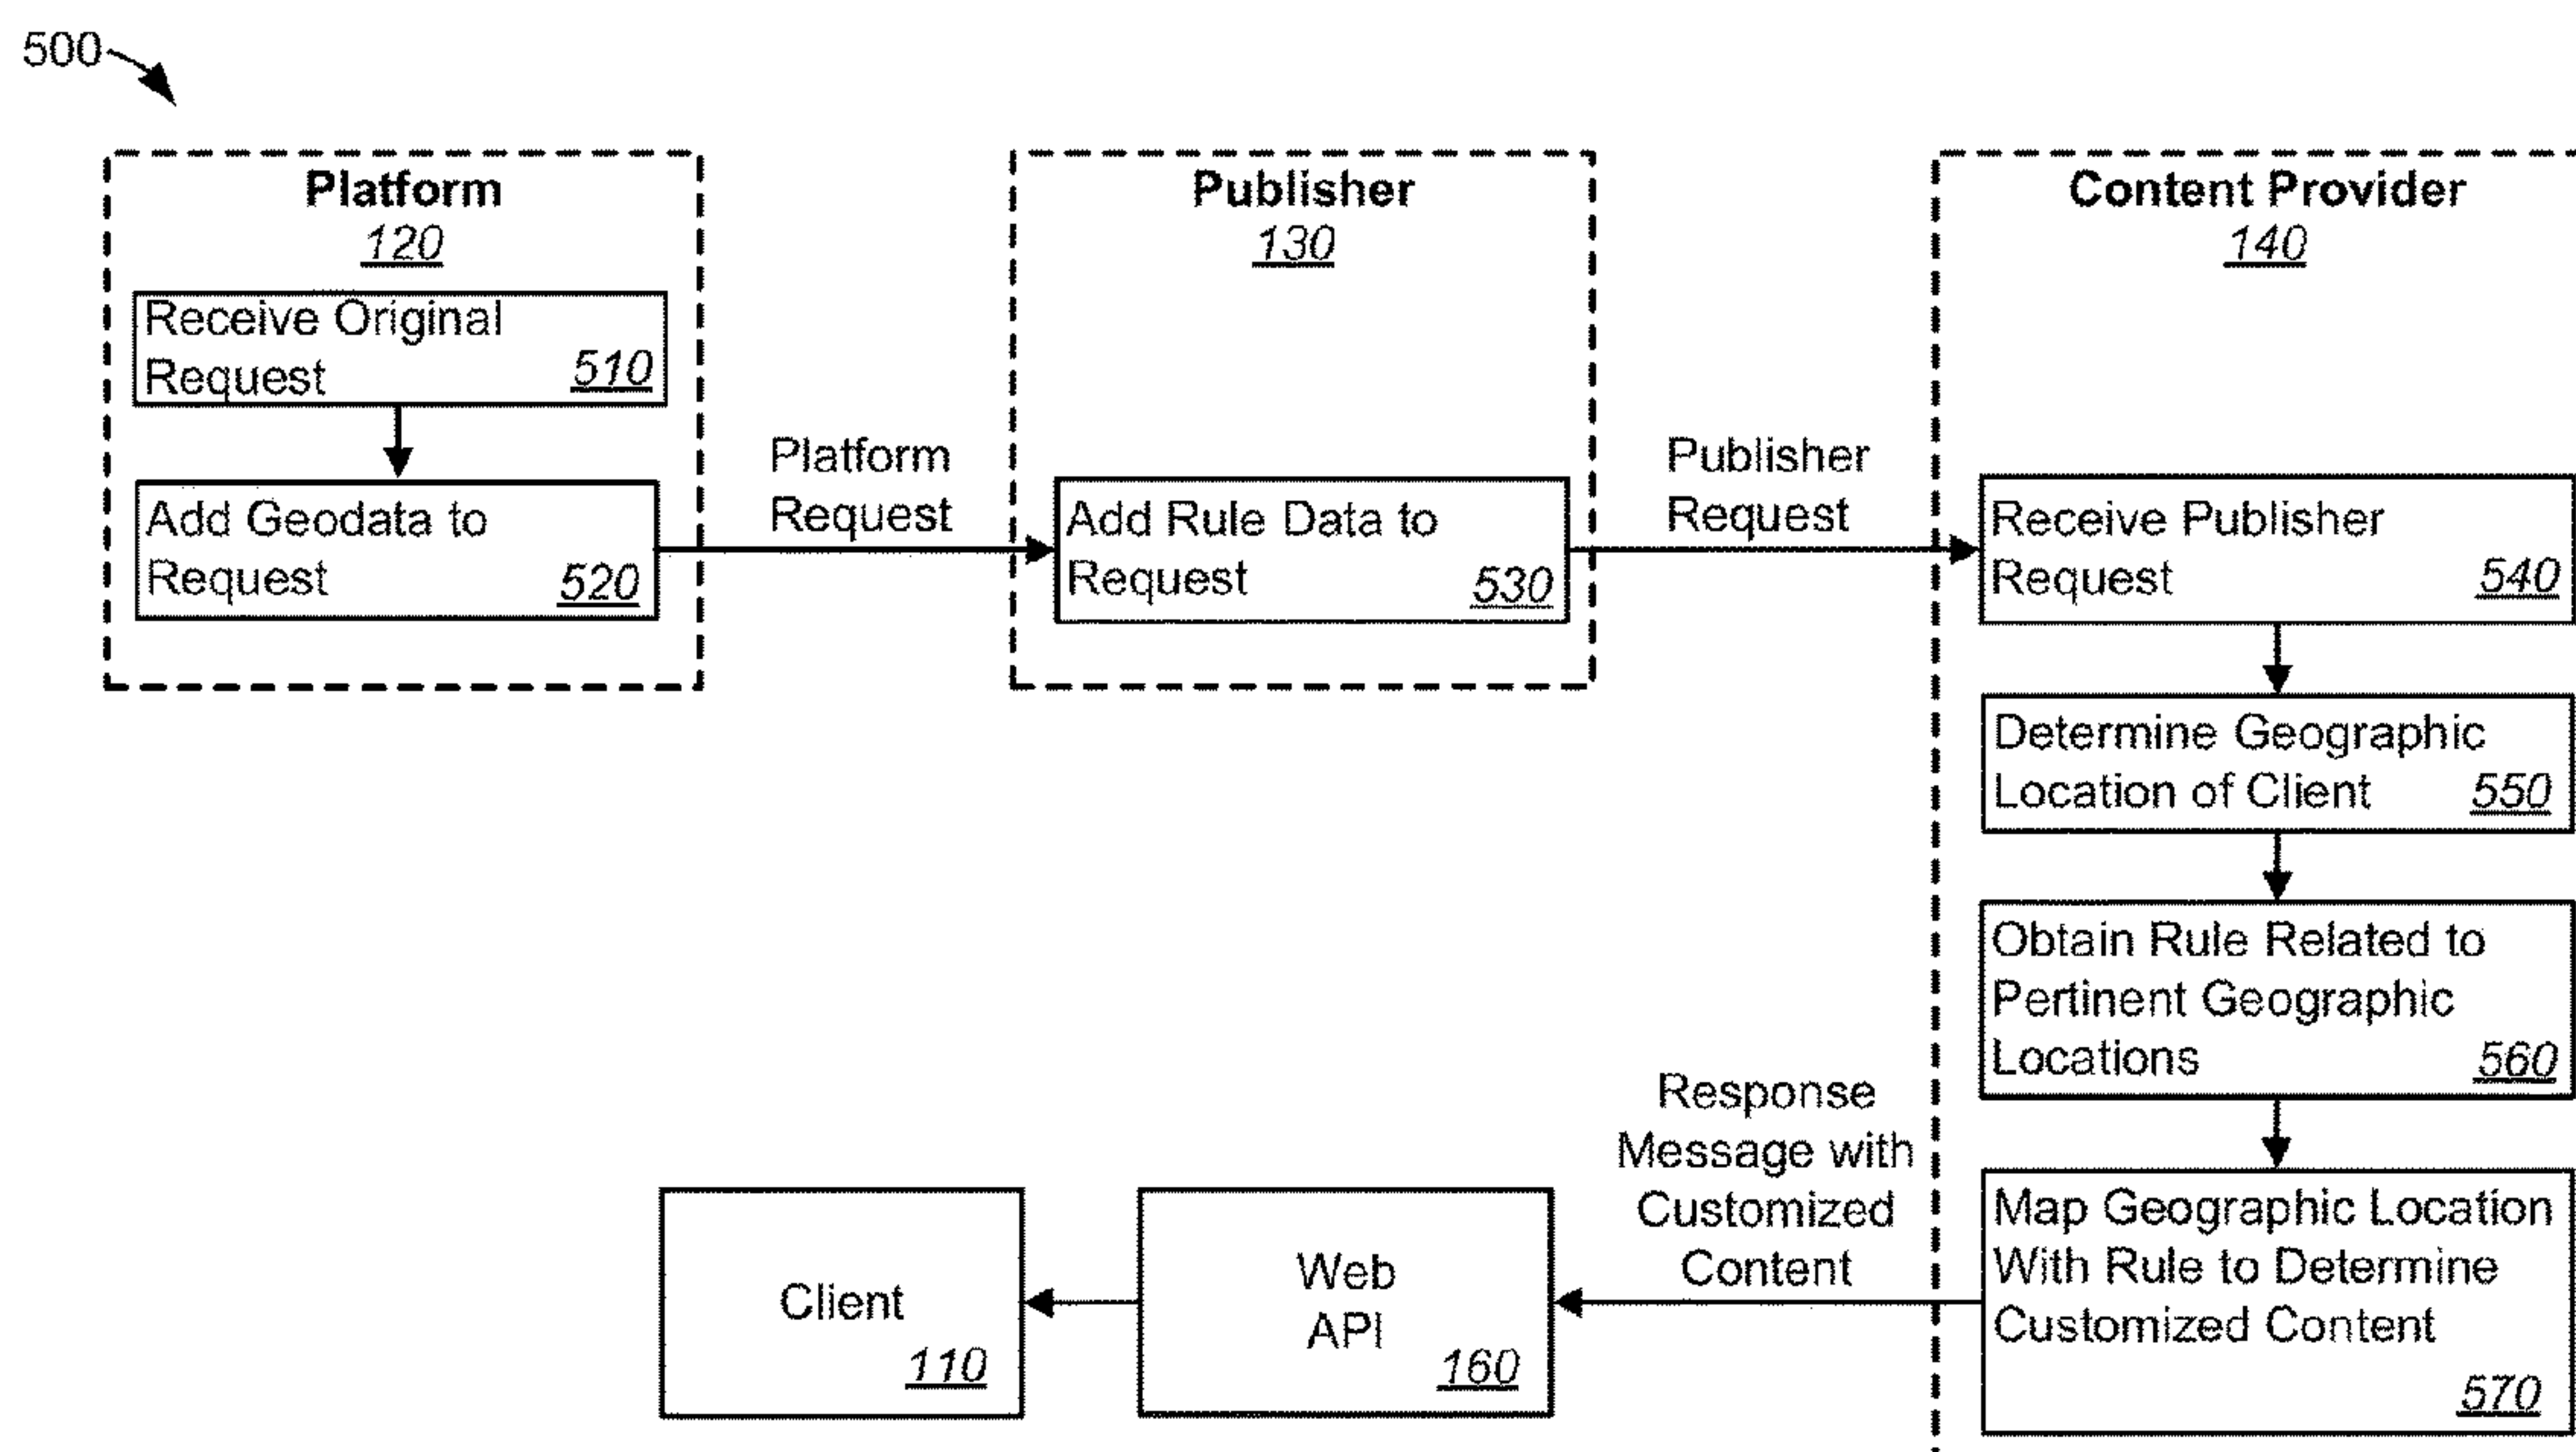 500
Platform
120
Receive Original
Request
510
Add Geodata to
Request
520
Platform
Request
Publisher
130
Add Rule Data to
Request
530
Publisher
Request
Content Provider
140
Receive Publisher
Request
540
Determine Geographic
Location of Client
550
Obtain Rule Related to
Pertinent Geographic
Locations
560
Map Geographic Location
With Rule to Determine
Customized Content
570
Response
Message with
Customized
Content
Web
API
160
Client
110